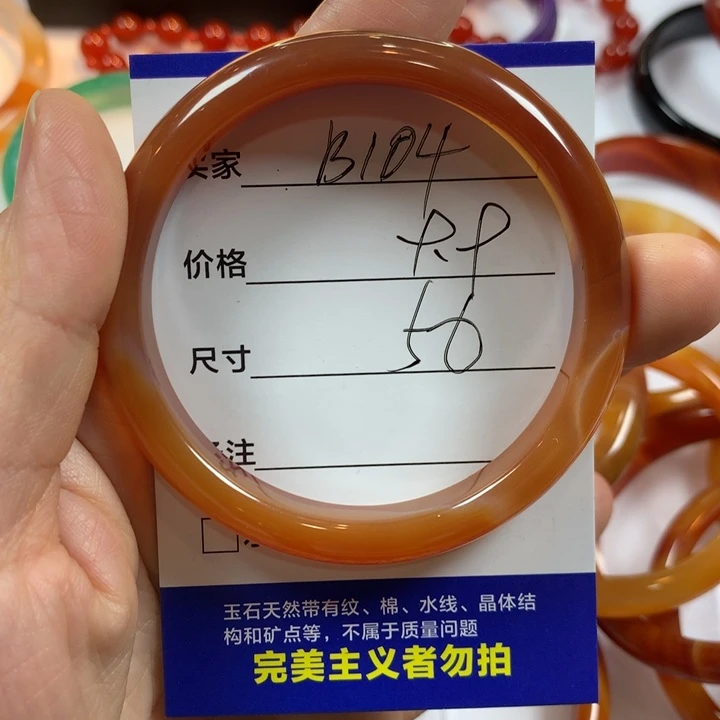 卖家 B104
价格
尺寸 56
备注
玉石天然带有纹、棉、水线、晶体结
构和矿点等，不属于质量问题
完美主义者勿拍